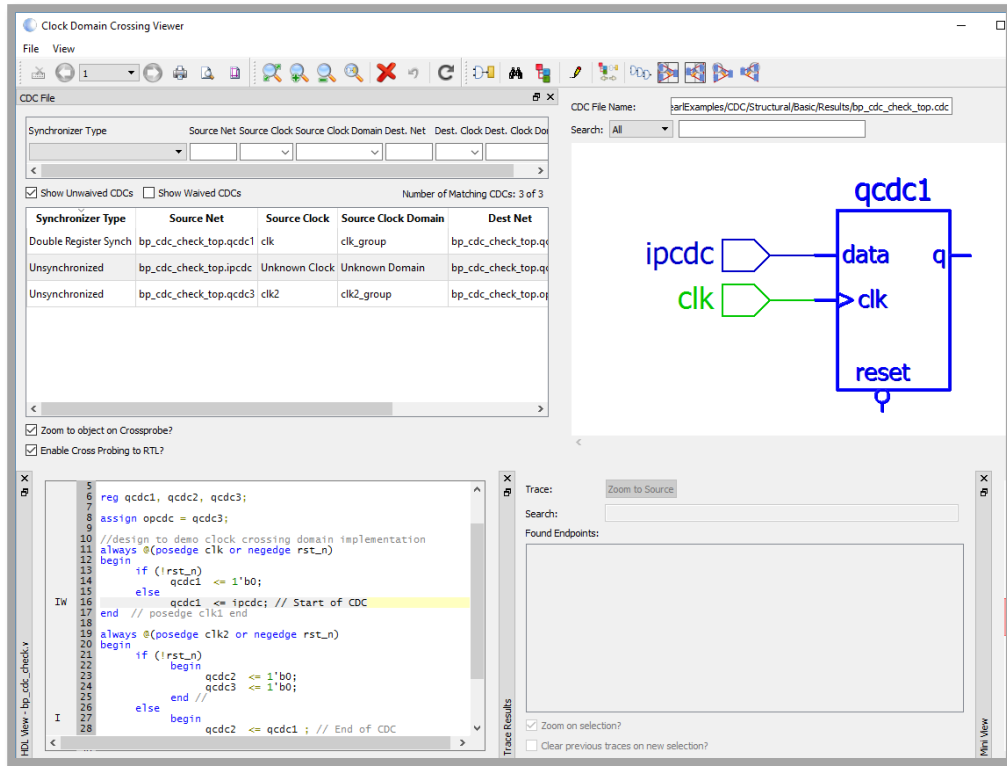 Clock Domain Crossing Viewer
File View
1
CDC File
Synchronizer Type Source Net Source Clock Source Clock Domain Dest. Net Dest. Clock Dest. Clock Do
Show Unwaived CDCs Show Waived CDCs Number of Matching CDCs: 3 of 3
Synchronizer Type Source Net Source Clock Source Clock Domain Dest Net
Double Register Synch bp_cdc_check_top.qcdc1 clk clk_group bp_cdc_check_top.qc
Unsynchronized bp_cdc_check_top.ipcdc Unknown Clock Unknown Domain bp_cdc_check_top.qc
Unsynchronized bp_cdc_check_top.qcdc3 clk2 clk2_group bp_cdc_check_top.op
Zoom to object on Crossprobe?
Enable Cross Probing to RTL?
CDC File Name: earlExamples/CDC/Structural/Basic/Results/bp_cdc_check_top.cdc
Search: All
qcdc1
ipcdc data q
clk clk
reset
HDL View - bp_cdc_check.v
5
6 reg qcdc1, qcdc2, qcdc3;
7
8 assign opcdc = qcdc3;
9
10 //design to demo clock crossing domain implementation
11 always @(posedge clk or negedge rst_n)
12 begin
13 if (!rst_n)
14 qcdc1 <= 1'b0;
15 else
IW 16 qcdc1 <= ipcdc; // Start of CDC
17 end // posedge clk1 end
18
19 always @(posedge clk2 or negedge rst_n)
20 begin
21 if (!rst_n)
22 begin
23 qcdc2 <= 1'b0;
24 qcdc3 <= 1'b0;
25 end //
26 else
I 27 begin
28 qcdc2 <= qcdc1 ; // End of CDC
Trace Results
Trace: Zoom to Source
Search:
Found Endpoints:
Zoom on selection?
Clear previous traces on new selection?
Mini View